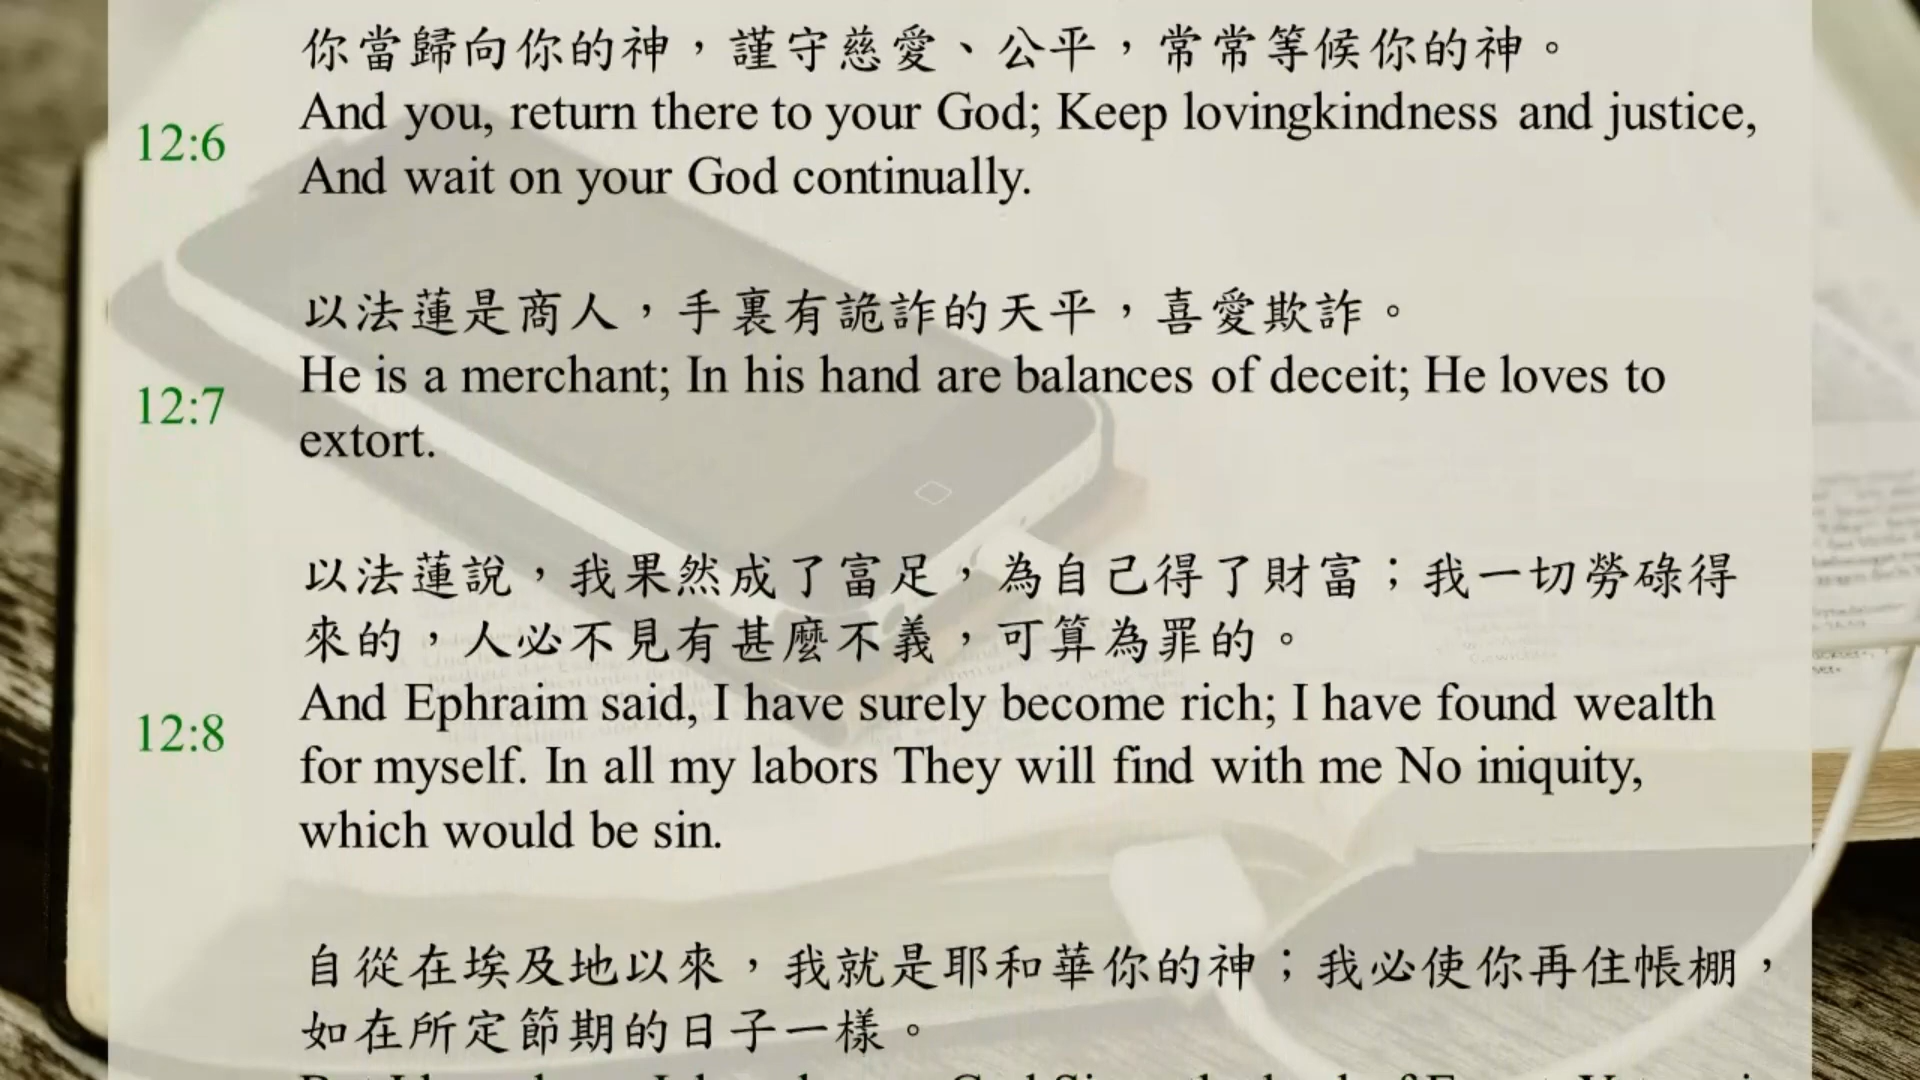 你當歸向你的神，謹守慈愛、公平，常常等候你的神。
12:6
And you, return there to your God; Keep lovingkindness and justice,
And wait on your God continually.
以法蓮是商人，手裏有詭詐的天平，喜愛欺詐。
12:7
He is a merchant; In his hand are balances of deceit; He loves to
extort.
以法蓮說，我果然成了富足，為自己得了財富；我一切勞碌得
來的，人必不見有甚麼不義，可算為罪的。
12:8
And Ephraim said, I have surely become rich; I have found wealth
for myself. In all my labors They will find with me No iniquity,
which would be sin.
自從在埃及地以來，我就是耶和華你的神；我必使你再住帳棚，
如在所定節期的日子一樣。